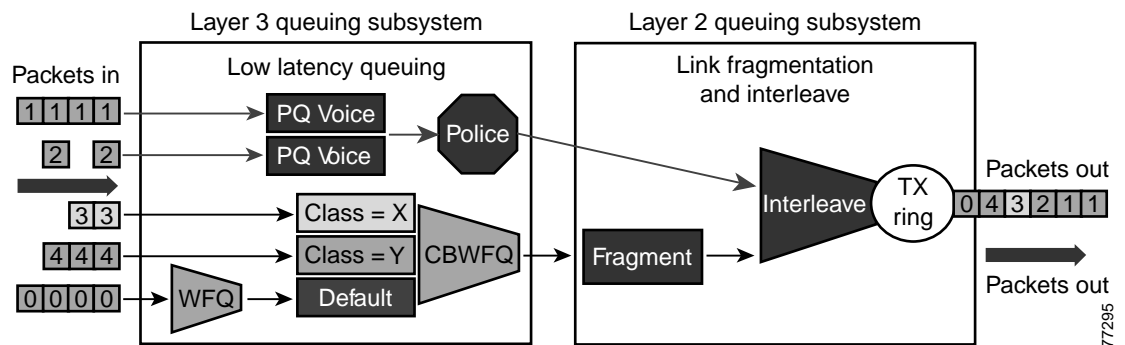 Layer 3 queuing subsystem
Layer 2 queuing subsystem
Packets in
Low latency queuing
Link fragmentation
and interleave
1 1 1 1
PQ Voice
2 2
PQ Voice
Police
3 3
Class = X
4 4 4
Class = Y
CBWFQ
0 0 0 0
WFQ
Default
Fragment
Interleave
TX
ring
Packets out
0 4 3 2 1 1
Packets out
77295